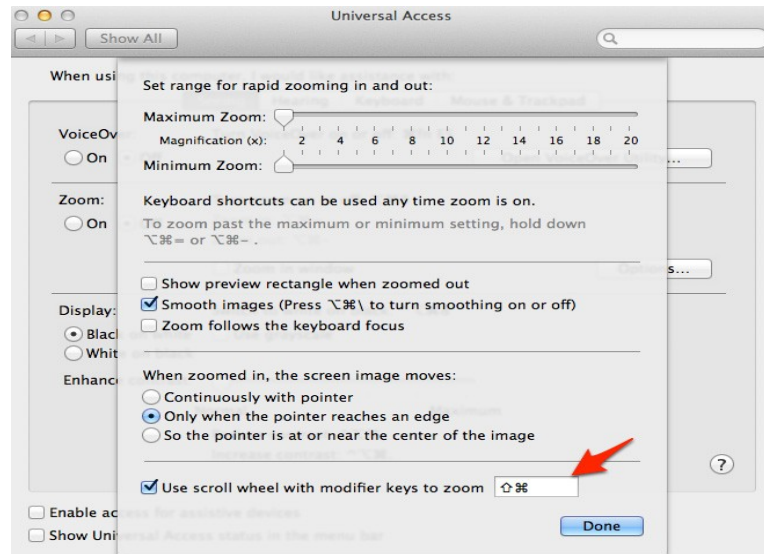 Universal Access
Show All
When usi
Set range for rapid zooming in and out:
Maximum Zoom:
Magnification (x): 2 4 6 8 10 12 14 16 18 20
Minimum Zoom:
VoiceOv
On
...
Zoom:
On
Keyboard shortcuts can be used any time zoom is on.
To zoom past the maximum or minimum setting, hold down
⌥⌘= or ⌥⌘- .
s...
Show preview rectangle when zoomed out
Smooth images (Press ⌥⌘\ to turn smoothing on or off)
Zoom follows the keyboard focus
Display:
Black
Whit
Enhance
When zoomed in, the screen image moves:
Continuously with pointer
Only when the pointer reaches an edge
So the pointer is at or near the center of the image
?
Use scroll wheel with modifier keys to zoom ⇧⌘
Done
Enable ac
Show Uni